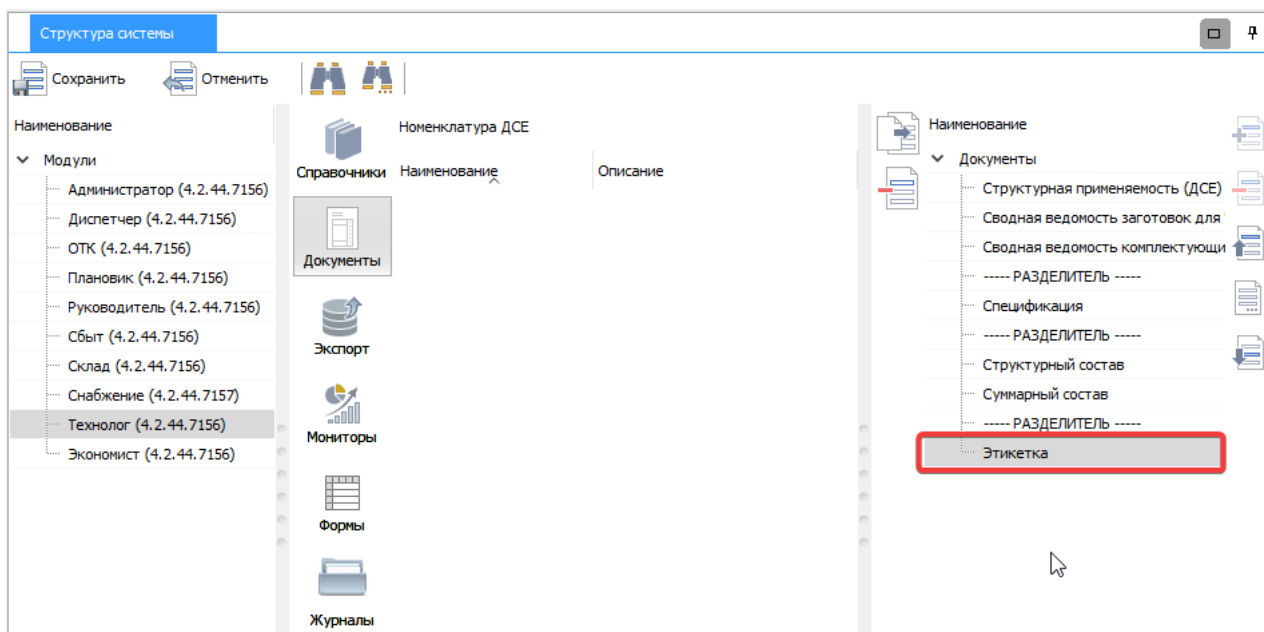 Структура системы
Сохранить
Отменить
Наименование
Модули
Администратор (4.2.44.7156)
Диспетчер (4.2.44.7156)
ОТК (4.2.44.7156)
Плановик (4.2.44.7156)
Руководитель (4.2.44.7156)
Сбыт (4.2.44.7156)
Склад (4.2.44.7156)
Снабжение (4.2.44.7157)
Технолог (4.2.44.7156)
Экономист (4.2.44.7156)
Справочники
Документы
Экспорт
Мониторы
Формы
Журналы
Номенклатура ДСЕ
Наименование
Описание
Наименование
Документы
Структурная применяемость (ДСЕ)
Сводная ведомость заготовок для
Сводная ведомость комплектующи
----- РАЗДЕЛИТЕЛЬ -----
Спецификация
----- РАЗДЕЛИТЕЛЬ -----
Структурный состав
Суммарный состав
----- РАЗДЕЛИТЕЛЬ -----
Этикетка